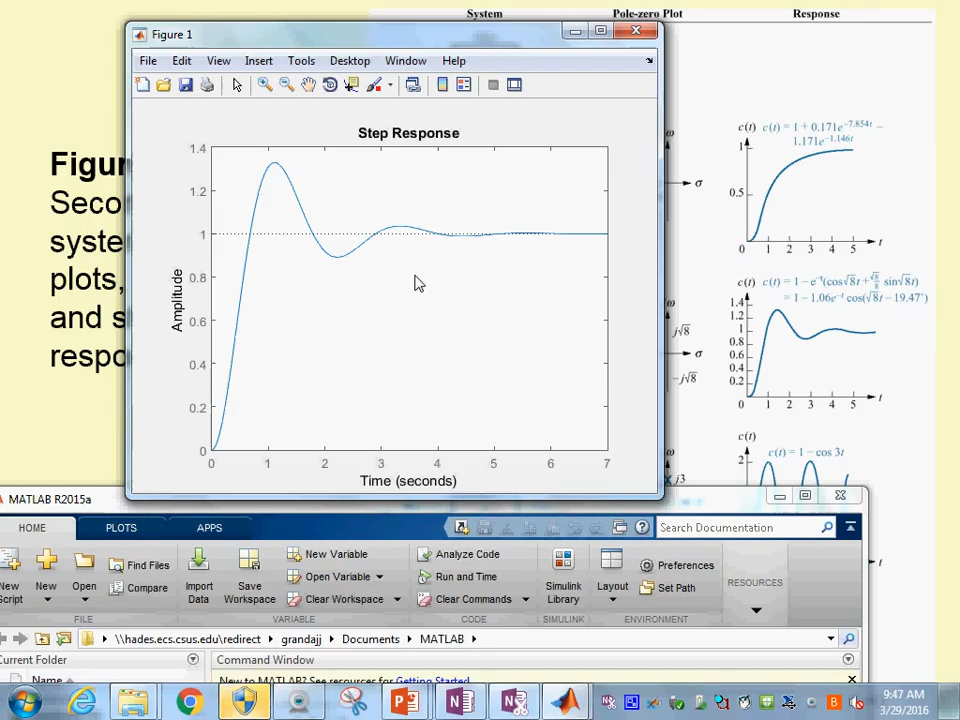 System Pole-zero Plot Response
Figure 1
File Edit View Insert Tools Desktop Window Help
Step Response
1.4
1.2
1
0.8
0.6
0.4
0.2
0
Amplitude
0 1 2 3 4 5 6 7
Time (seconds)
Figur
Seco
syste
plots,
and s
respo
ω
σ
c(t) c(t) = 1 + 0.171e^-7.854t −
1.171e^-1.146t
1
0.5
0 1 2 3 4 5 t
ω
j√8
σ
−j√8
c(t) c(t) = 1 − e^-t(cos√8t + √8/8 sin√8t)
= 1 − 1.06e^-t cos(√8t − 19.47°)
1.4
1.2
1
0.8
0.6
0.4
0.2
0 1 2 3 4 5 t
ω
j3
c(t)
c(t) = 1 − cos 3t
2
t
MATLAB R2015a
HOME PLOTS APPS
Search Documentation
New
Script
New
Open
Find Files
Compare
Import
Data
Save
Workspace
New Variable
Open Variable
Clear Workspace
Analyze Code
Run and Time
Clear Commands
Simulink
Library
Layout
Preferences
Set Path
RESOURCES
FILE VARIABLE CODE SIMULINK ENVIRONMENT
\\hades.ecs.csus.edu\redirect grandajj Documents MATLAB
Current Folder
Name
Command Window
New to MATLAB? See resources for Getting Started.
9:47 AM
3/29/2016